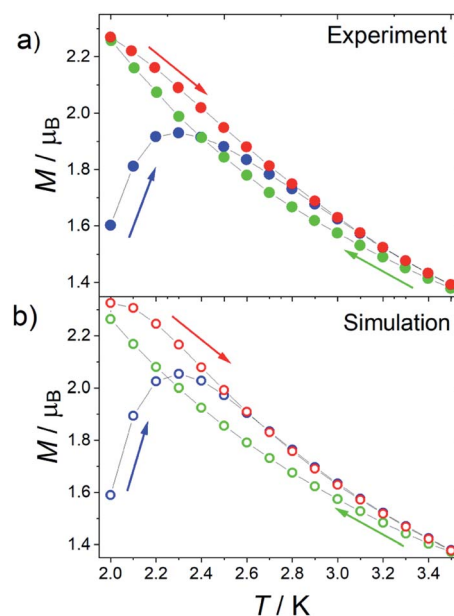 a)
Experiment
M / μB
2.2
2.0
1.8
1.6
1.4
b)
Simulation
M / μB
2.2
2.0
1.8
1.6
1.4
2.0 2.2 2.4 2.6 2.8 3.0 3.2 3.4
T / K